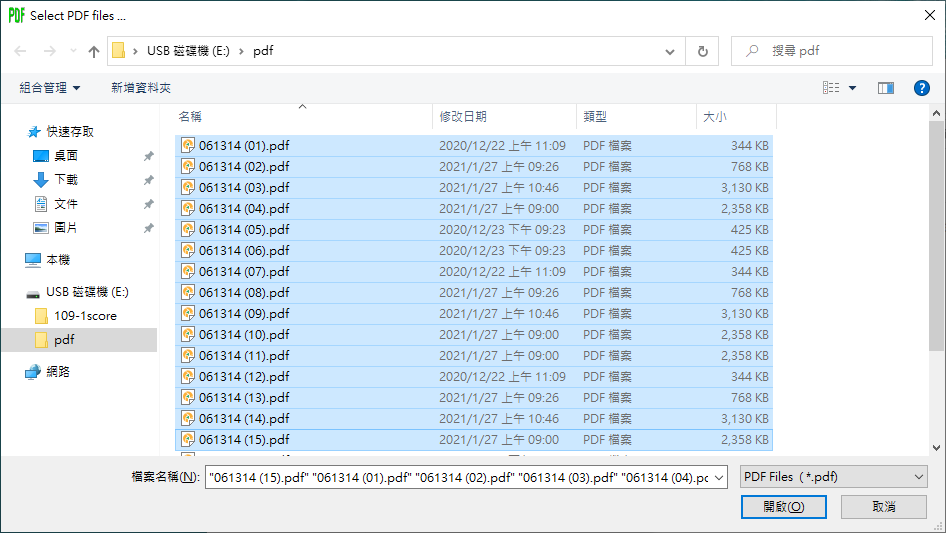 PDF Select PDF files ...
USB 磁碟機 (E:) pdf
搜尋 pdf
組合管理 新增資料夾
名稱 修改日期 類型 大小
快速存取
桌面
下載
文件
圖片
本機
USB 磁碟機 (E:)
109-1score
pdf
網路
061314 (01).pdf 2020/12/22 上午 11:09 PDF 檔案 344 KB
061314 (02).pdf 2021/1/27 上午 09:26 PDF 檔案 768 KB
061314 (03).pdf 2021/1/27 上午 10:46 PDF 檔案 3,130 KB
061314 (04).pdf 2021/1/27 上午 09:00 PDF 檔案 2,358 KB
061314 (05).pdf 2020/12/23 下午 09:23 PDF 檔案 425 KB
061314 (06).pdf 2020/12/23 下午 09:23 PDF 檔案 425 KB
061314 (07).pdf 2020/12/22 上午 11:09 PDF 檔案 344 KB
061314 (08).pdf 2021/1/27 上午 09:26 PDF 檔案 768 KB
061314 (09).pdf 2021/1/27 上午 10:46 PDF 檔案 3,130 KB
061314 (10).pdf 2021/1/27 上午 09:00 PDF 檔案 2,358 KB
061314 (11).pdf 2021/1/27 上午 09:00 PDF 檔案 2,358 KB
061314 (12).pdf 2020/12/22 上午 11:09 PDF 檔案 344 KB
061314 (13).pdf 2021/1/27 上午 09:26 PDF 檔案 768 KB
061314 (14).pdf 2021/1/27 上午 10:46 PDF 檔案 3,130 KB
061314 (15).pdf 2021/1/27 上午 09:00 PDF 檔案 2,358 KB
檔案名稱(N): "061314 (15).pdf" "061314 (01).pdf" "061314 (02).pdf" "061314 (03).pdf" "061314 (04).pc PDF Files (*.pdf)
開啟(O) 取消